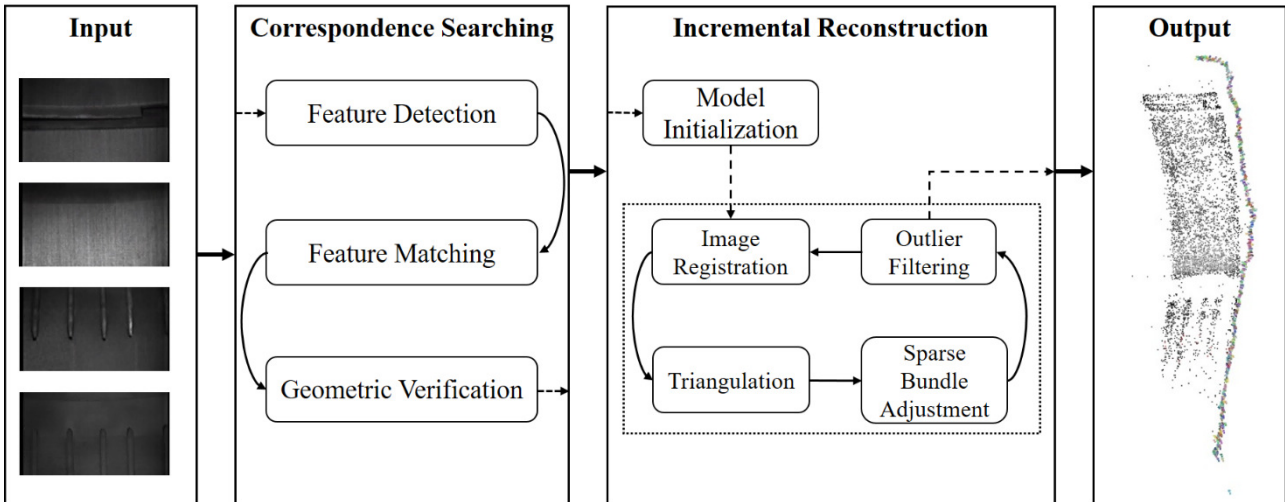 Input
Correspondence Searching
Feature Detection
Feature Matching
Geometric Verification
Incremental Reconstruction
Model
Initialization
Image
Registration
Outlier
Filtering
Triangulation
Sparse
Bundle
Adjustment
Output